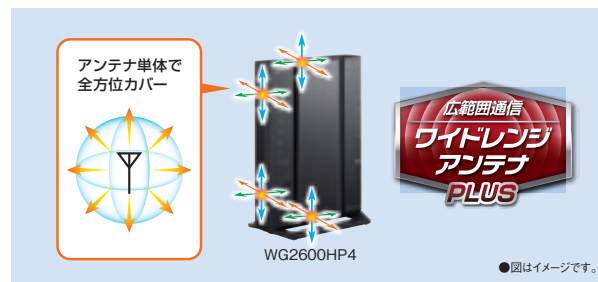 アンテナ単体で
全方位カバー
WG2600HP4
広範囲通信
ワイドレンジ
アンテナ
PLUS
●図はイメージです。